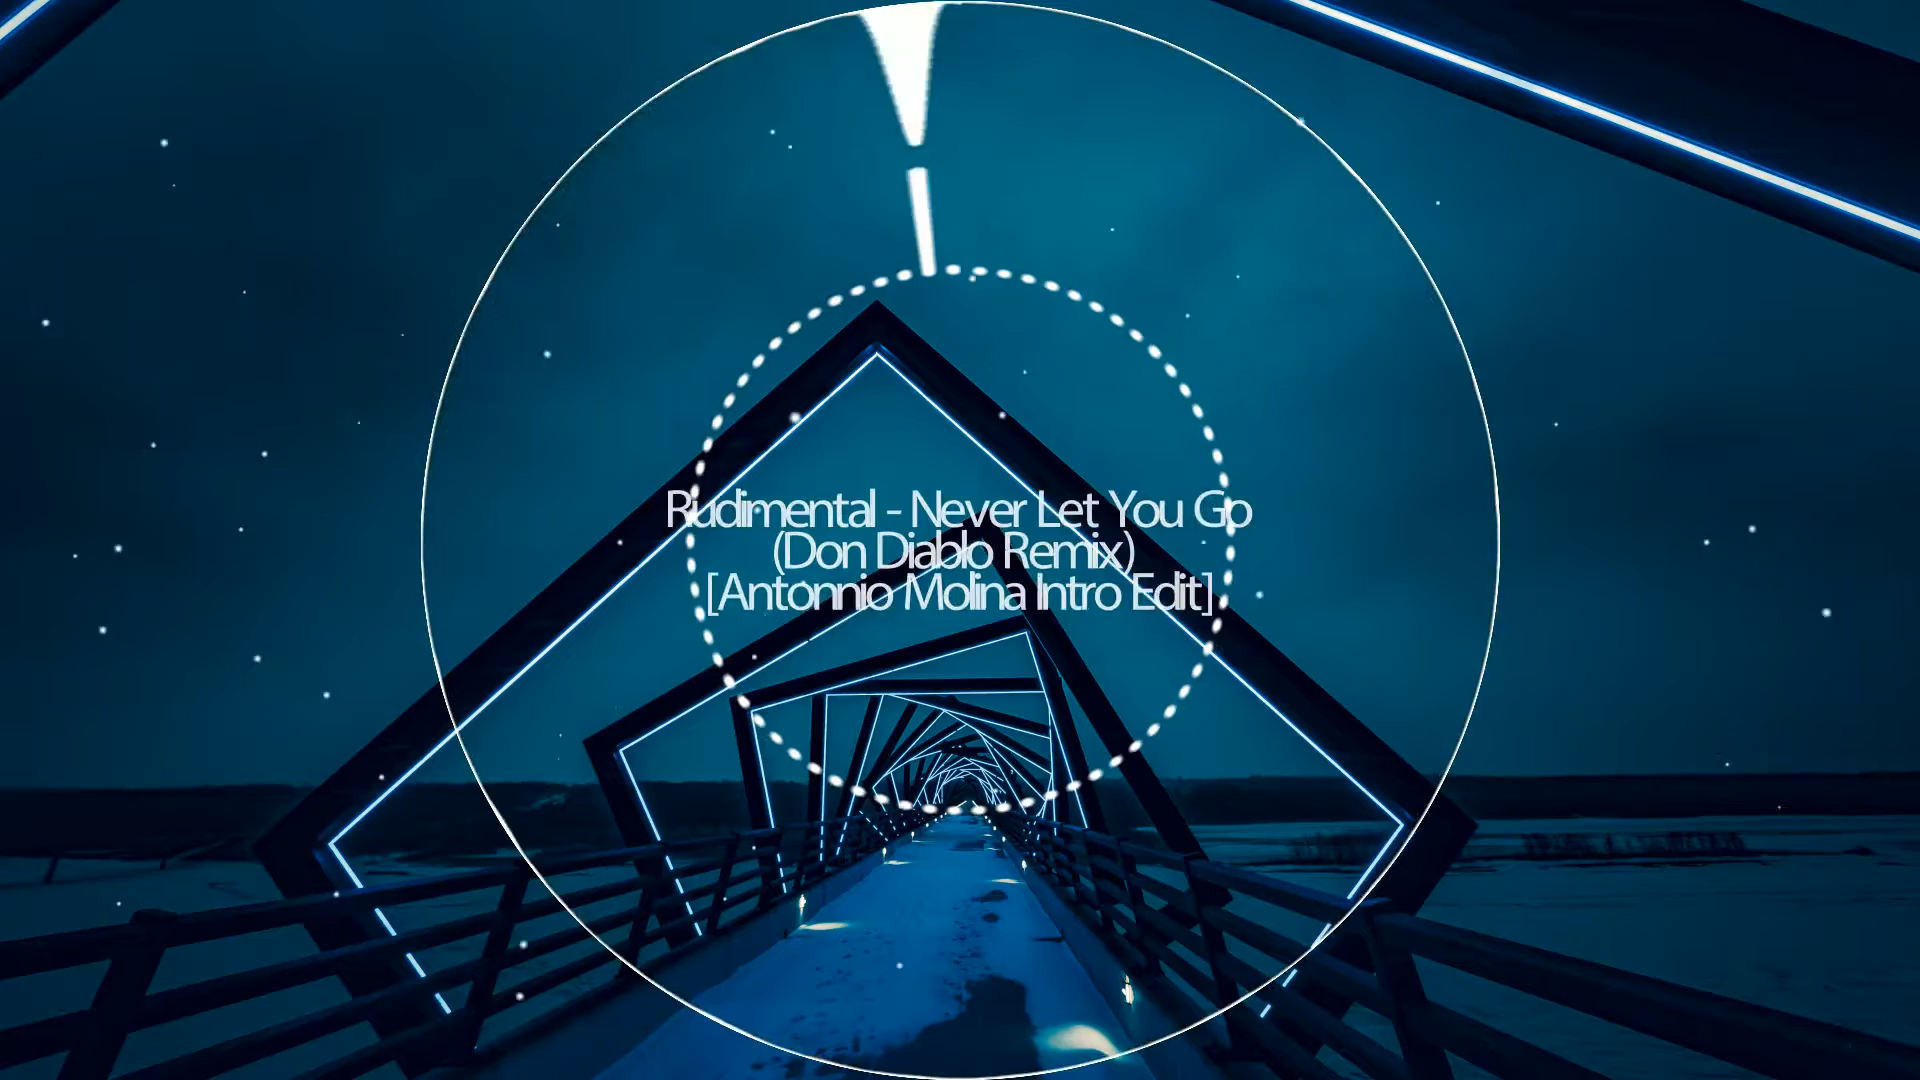 Rudimental - Never Let You Go
(Don Diablo Remix)
[Antonnio Molina Intro Edit]